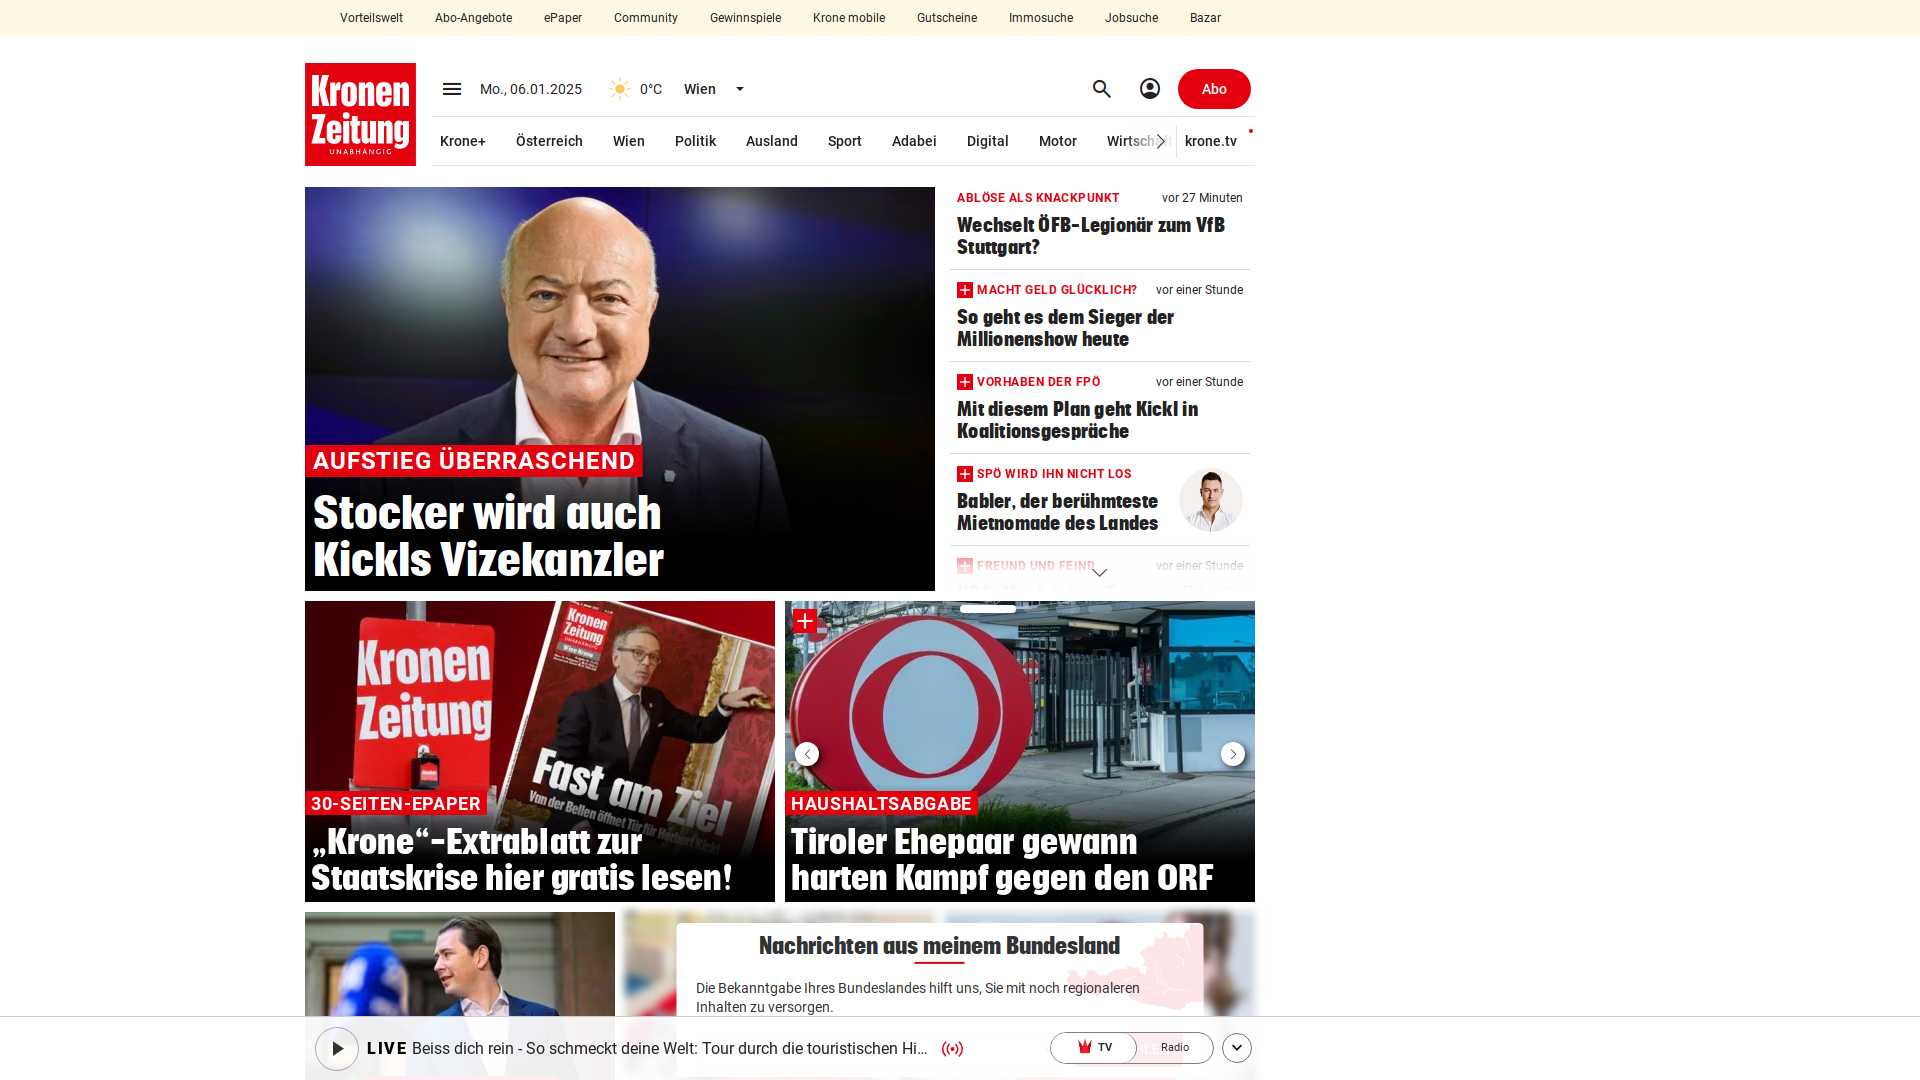 Vorteilswelt Abo-Angebote ePaper Community Gewinnspiele Krone mobile Gutscheine Immosuche Jobsuche Bazar
Kronen
Zeitung
UNABHÄNGIG
Mo., 06.01.2025 0°C Wien
Abo
Krone+ Österreich Wien Politik Ausland Sport Adabei Digital Motor Wirtschaft krone.tv
AUFSTIEG ÜBERRASCHEND
Stocker wird auch
Kickls Vizekanzler
ABLÖSE ALS KNACKPUNKT vor 27 Minuten
Wechselt ÖFB-Legionär zum VfB
Stuttgart?
MACHT GELD GLÜCKLICH? vor einer Stunde
So geht es dem Sieger der
Millionenshow heute
VORHABEN DER FPÖ vor einer Stunde
Mit diesem Plan geht Kickl in
Koalitionsgespräche
SPÖ WIRD IHN NICHT LOS
Babler, der berühmteste
Mietnomade des Landes
FREUND UND FEIND vor einer Stunde
Kronen
Zeitung
Kronen
Zeitung
UNABHÄNGIG
Wien-Krone
Fast am Ziel
Van der Bellen öffnet Tür für Herbert Kickl
30-SEITEN-EPAPER
„Krone“-Extrablatt zur
Staatskrise hier gratis lesen!
HAUSHALTSABGABE
Tiroler Ehepaar gewann
harten Kampf gegen den ORF
Nachrichten aus meinem Bundesland
Die Bekanntgabe Ihres Bundeslandes hilft uns, Sie mit noch regionaleren
Inhalten zu versorgen.
LIVE Beiss dich rein - So schmeckt deine Welt: Tour durch die touristischen Hi...
TV Radio